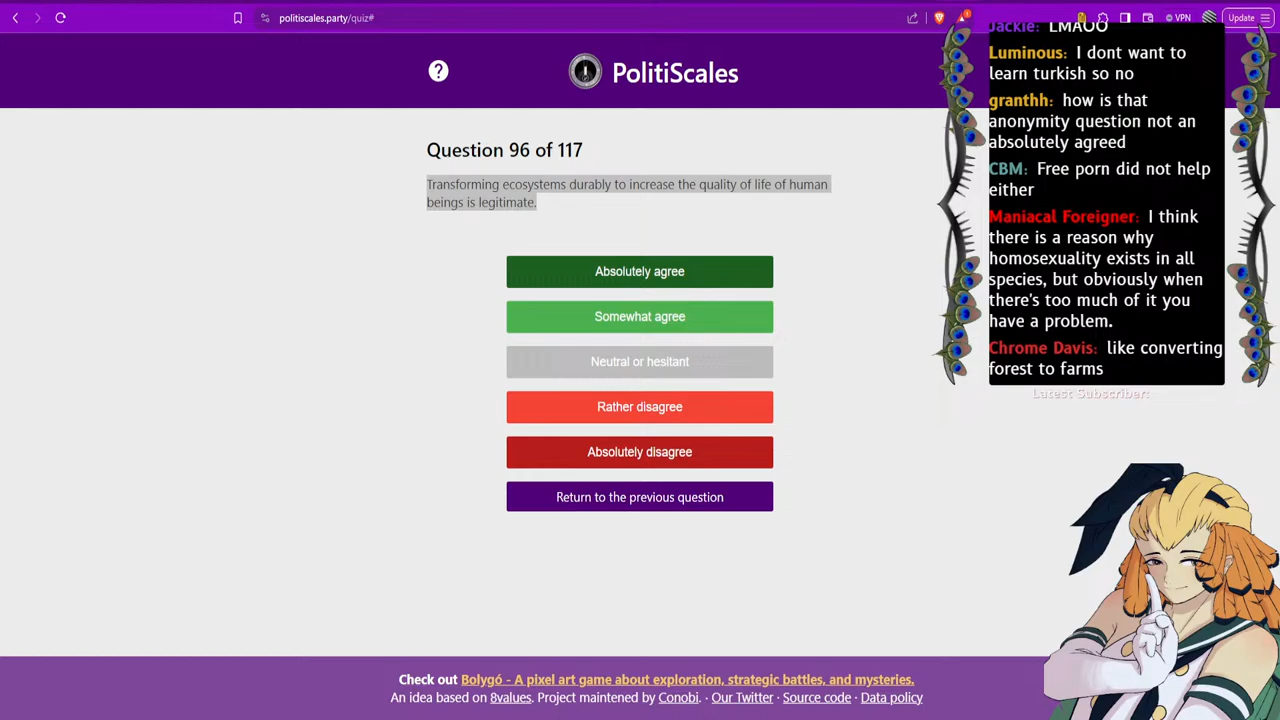 politiscales.party/quiz#
1
VPN
Update
PolitiScales
Question 96 of 117
Transforming ecosystems durably to increase the quality of life of human
beings is legitimate.
Absolutely agree
Somewhat agree
Neutral or hesitant
Rather disagree
Absolutely disagree
Return to the previous question
Jackie: LMAOO
Luminous: I dont want to
learn turkish so no
granthh: how is that
anonymity question not an
absolutely agreed
CBM: Free porn did not help
either
Maniacal Foreigner: I think
there is a reason why
homosexuality exists in all
species, but obviously when
there's too much of it you
have a problem.
Chrome Davis: like converting
forest to farms
Latest Subscriber:
Check out Bolygó - A pixel art game about exploration, strategic battles, and mysteries.
An idea based on 8values. Project maintened by Conobi. · Our Twitter · Source code · Data policy